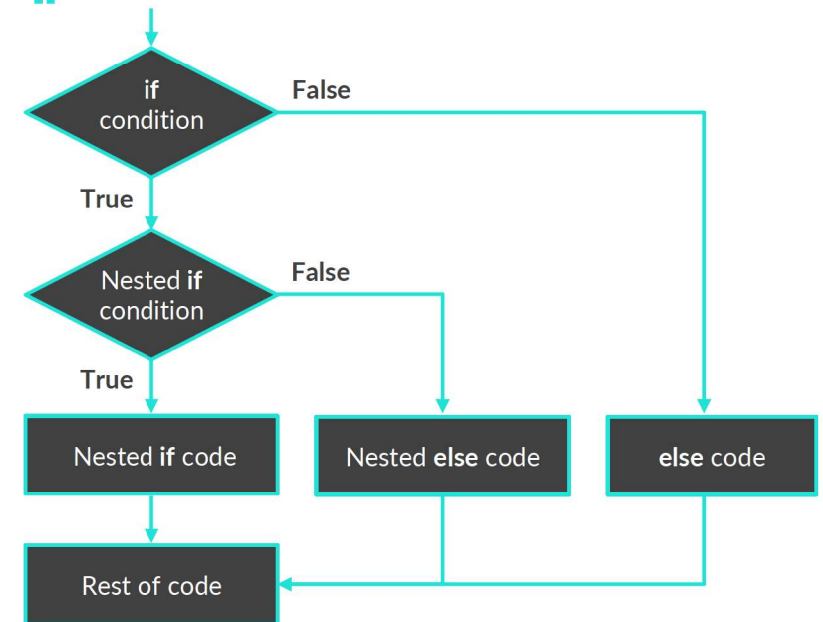 if
condition
False
True
Nested if
condition
False
True
Nested if code
Nested else code
else code
Rest of code